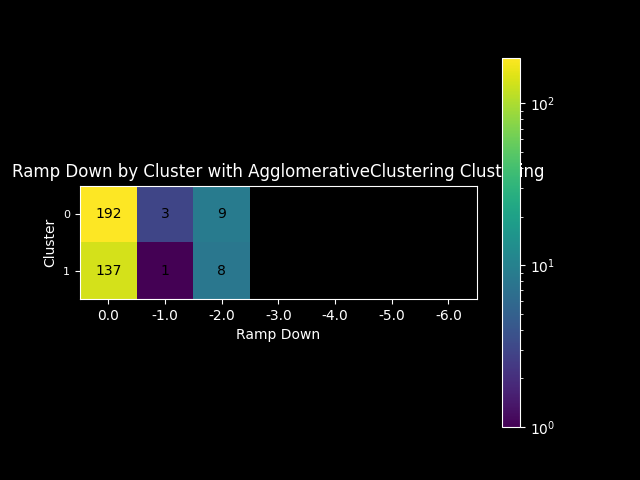 Ramp Down by Cluster with AgglomerativeClustering Clustering
Cluster
0 192 3 9
1 137 1 8
0.0 -1.0 -2.0 -3.0 -4.0 -5.0 -6.0
Ramp Down
10²
10¹
10⁰